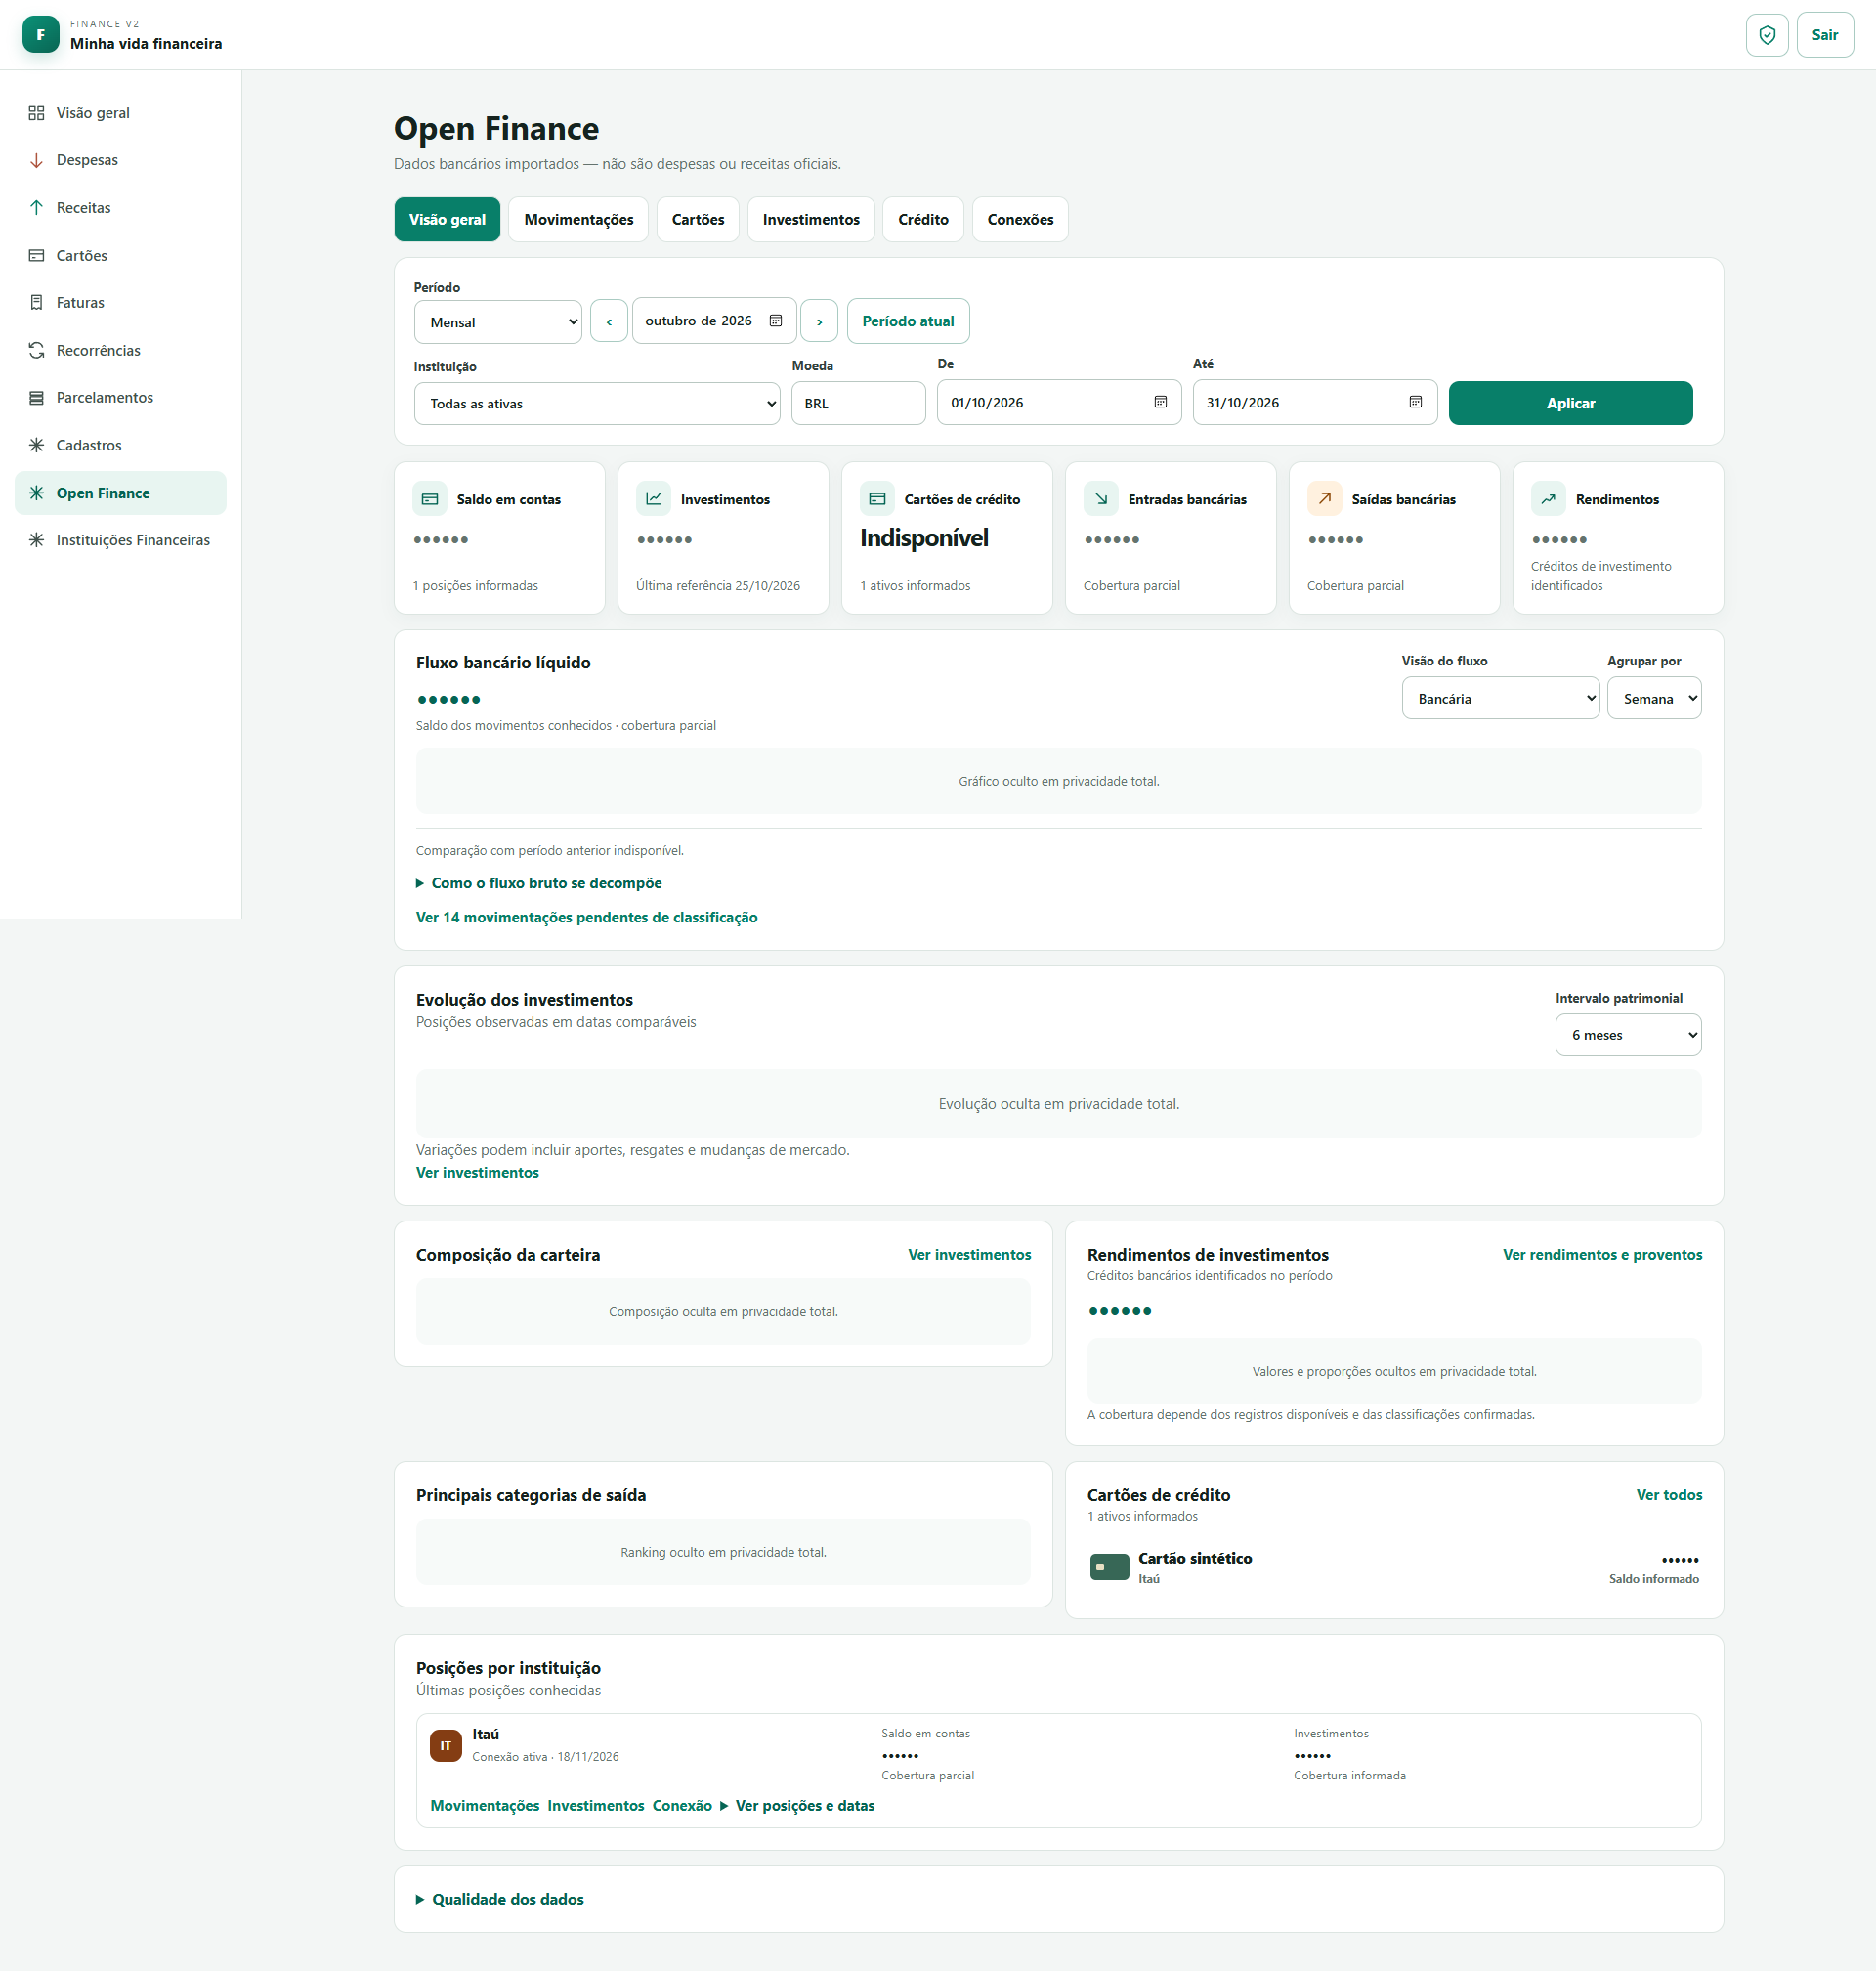 F
FINANCE V2
Minha vida financeira
Sair
Visão geral
Despesas
Receitas
Cartões
Faturas
Recorrências
Parcelamentos
Cadastros
Open Finance
Instituições Financeiras
Open Finance
Dados bancários importados — não são despesas ou receitas oficiais.
Visão geral
Movimentações
Cartões
Investimentos
Crédito
Conexões
Período
Mensal
‹
outubro de 2026
›
Período atual
Instituição
Moeda
De
Até
Todas as ativas
BRL
01/10/2026
31/10/2026
Aplicar
Saldo em contas
••••••
1 posições informadas
Investimentos
••••••
Última referência 25/10/2026
Cartões de crédito
Indisponível
1 ativos informados
Entradas bancárias
••••••
Cobertura parcial
Saídas bancárias
••••••
Cobertura parcial
Rendimentos
••••••
Créditos de investimento
identificados
Fluxo bancário líquido
••••••
Saldo dos movimentos conhecidos · cobertura parcial
Visão do fluxo
Bancária
Agrupar por
Semana
Gráfico oculto em privacidade total.
Comparação com período anterior indisponível.
▶ Como o fluxo bruto se decompõe
Ver 14 movimentações pendentes de classificação
Evolução dos investimentos
Posições observadas em datas comparáveis
Intervalo patrimonial
6 meses
Evolução oculta em privacidade total.
Variações podem incluir aportes, resgates e mudanças de mercado.
Ver investimentos
Composição da carteira
Ver investimentos
Composição oculta em privacidade total.
Rendimentos de investimentos
Ver rendimentos e proventos
Créditos bancários identificados no período
••••••
Valores e proporções ocultos em privacidade total.
A cobertura depende dos registros disponíveis e das classificações confirmadas.
Principais categorias de saída
Ranking oculto em privacidade total.
Cartões de crédito
Ver todos
1 ativos informados
Cartão sintético
Itaú
••••••
Saldo informado
Posições por instituição
Últimas posições conhecidas
IT
Itaú
Conexão ativa · 18/11/2026
Saldo em contas
••••••
Cobertura parcial
Investimentos
••••••
Cobertura informada
Movimentações Investimentos Conexão ▶ Ver posições e datas
▶ Qualidade dos dados